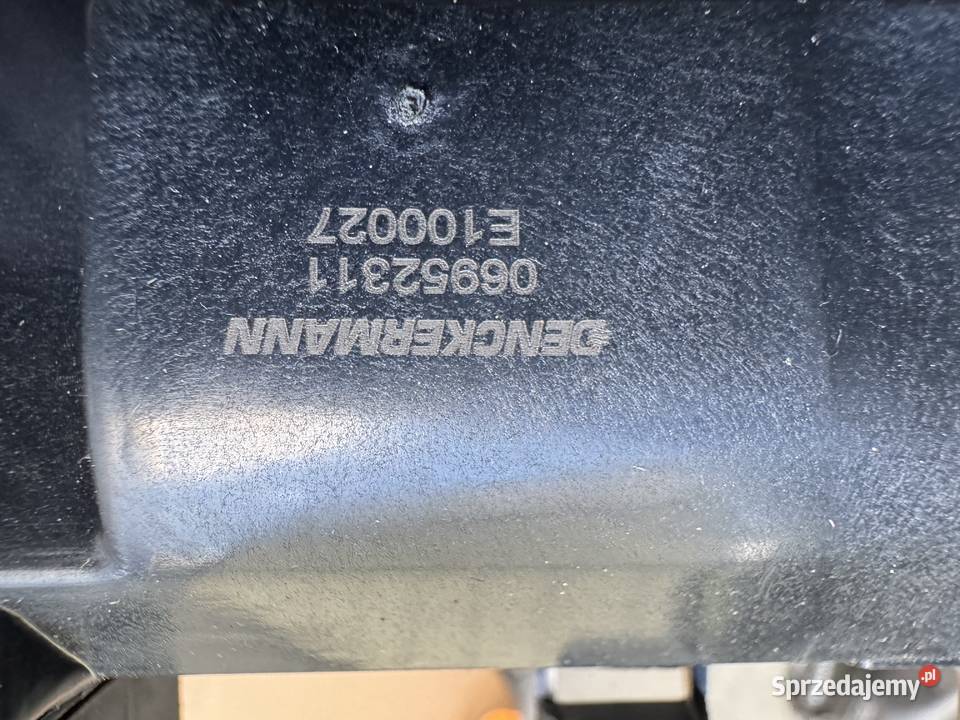 DENCKERMANN
06952311
E100027
Sprzedajemy.pl